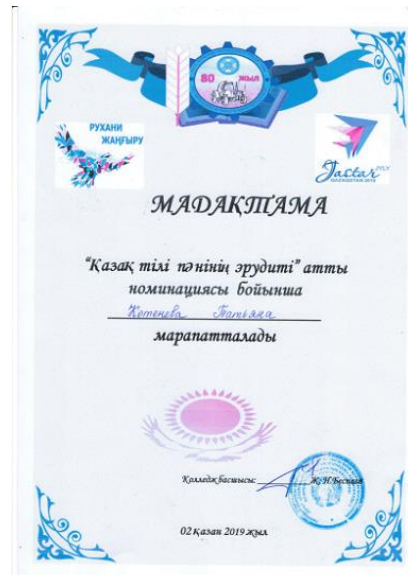 80 ЖЫЛ
РУХАНИ
ЖАҢҒЫРУ
Jastar
МАДАҚТАМА
"Қазақ тілі пәнінің эрудиті" атты
номинациясы бойынша
Котенева Татьяна
марапатталады
Колледж басшысы:
02 қазан 2019 жыл